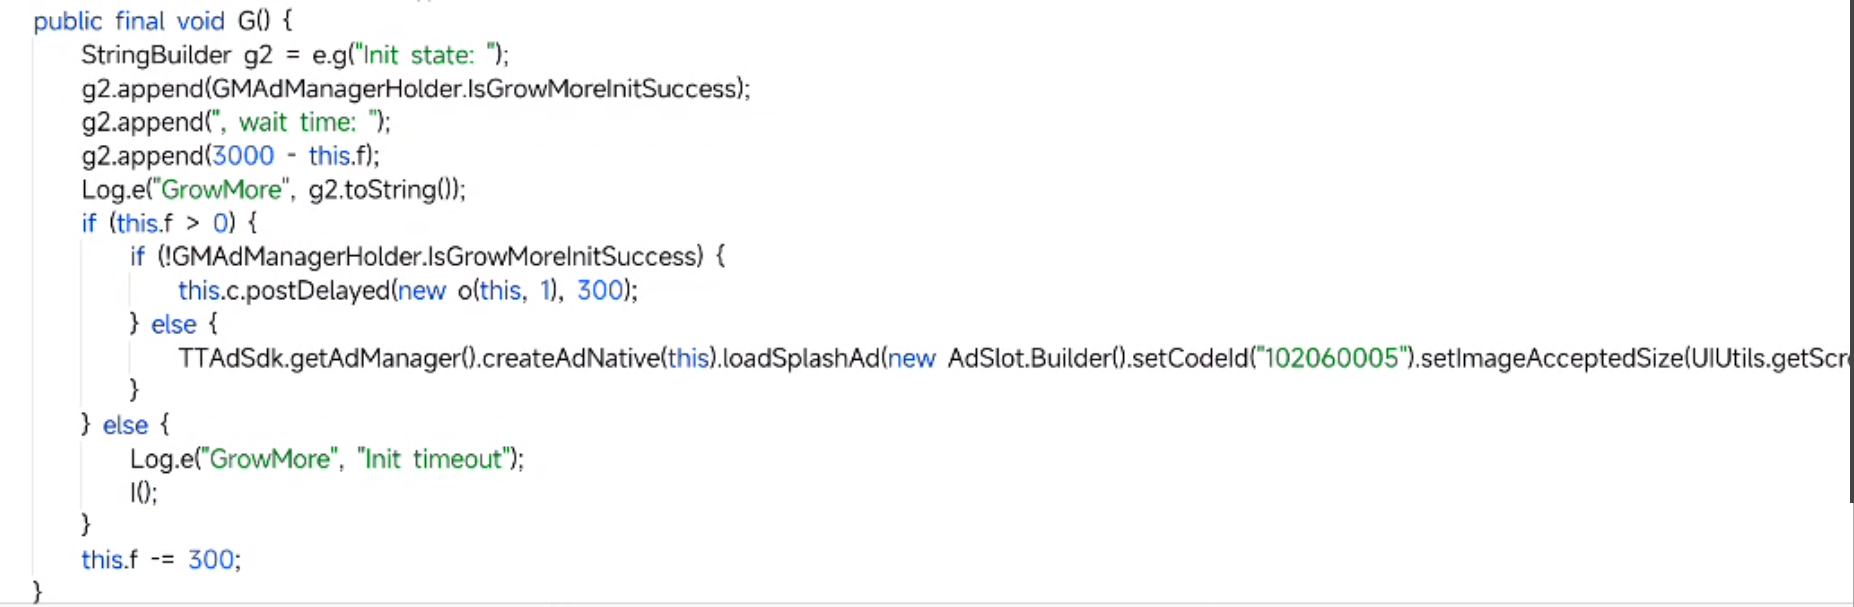 public final void G() {
StringBuilder g2 = e.g("Init state: ");
g2.append(GMAdManagerHolder.IsGrowMoreInitSuccess);
g2.append(", wait time: ");
g2.append(3000 - this.f);
Log.e("GrowMore", g2.toString());
if (this.f > 0) {
if (!GMAdManagerHolder.IsGrowMoreInitSuccess) {
this.c.postDelayed(new o(this, 1), 300);
} else {
TTAdSdk.getAdManager().createAdNative(this).loadSplashAd(new AdSlot.Builder().setCodeId("102060005").setImageAcceptedSize(UIUtils.getScr
}
} else {
Log.e("GrowMore", "Init timeout");
I();
}
this.f -= 300;
}